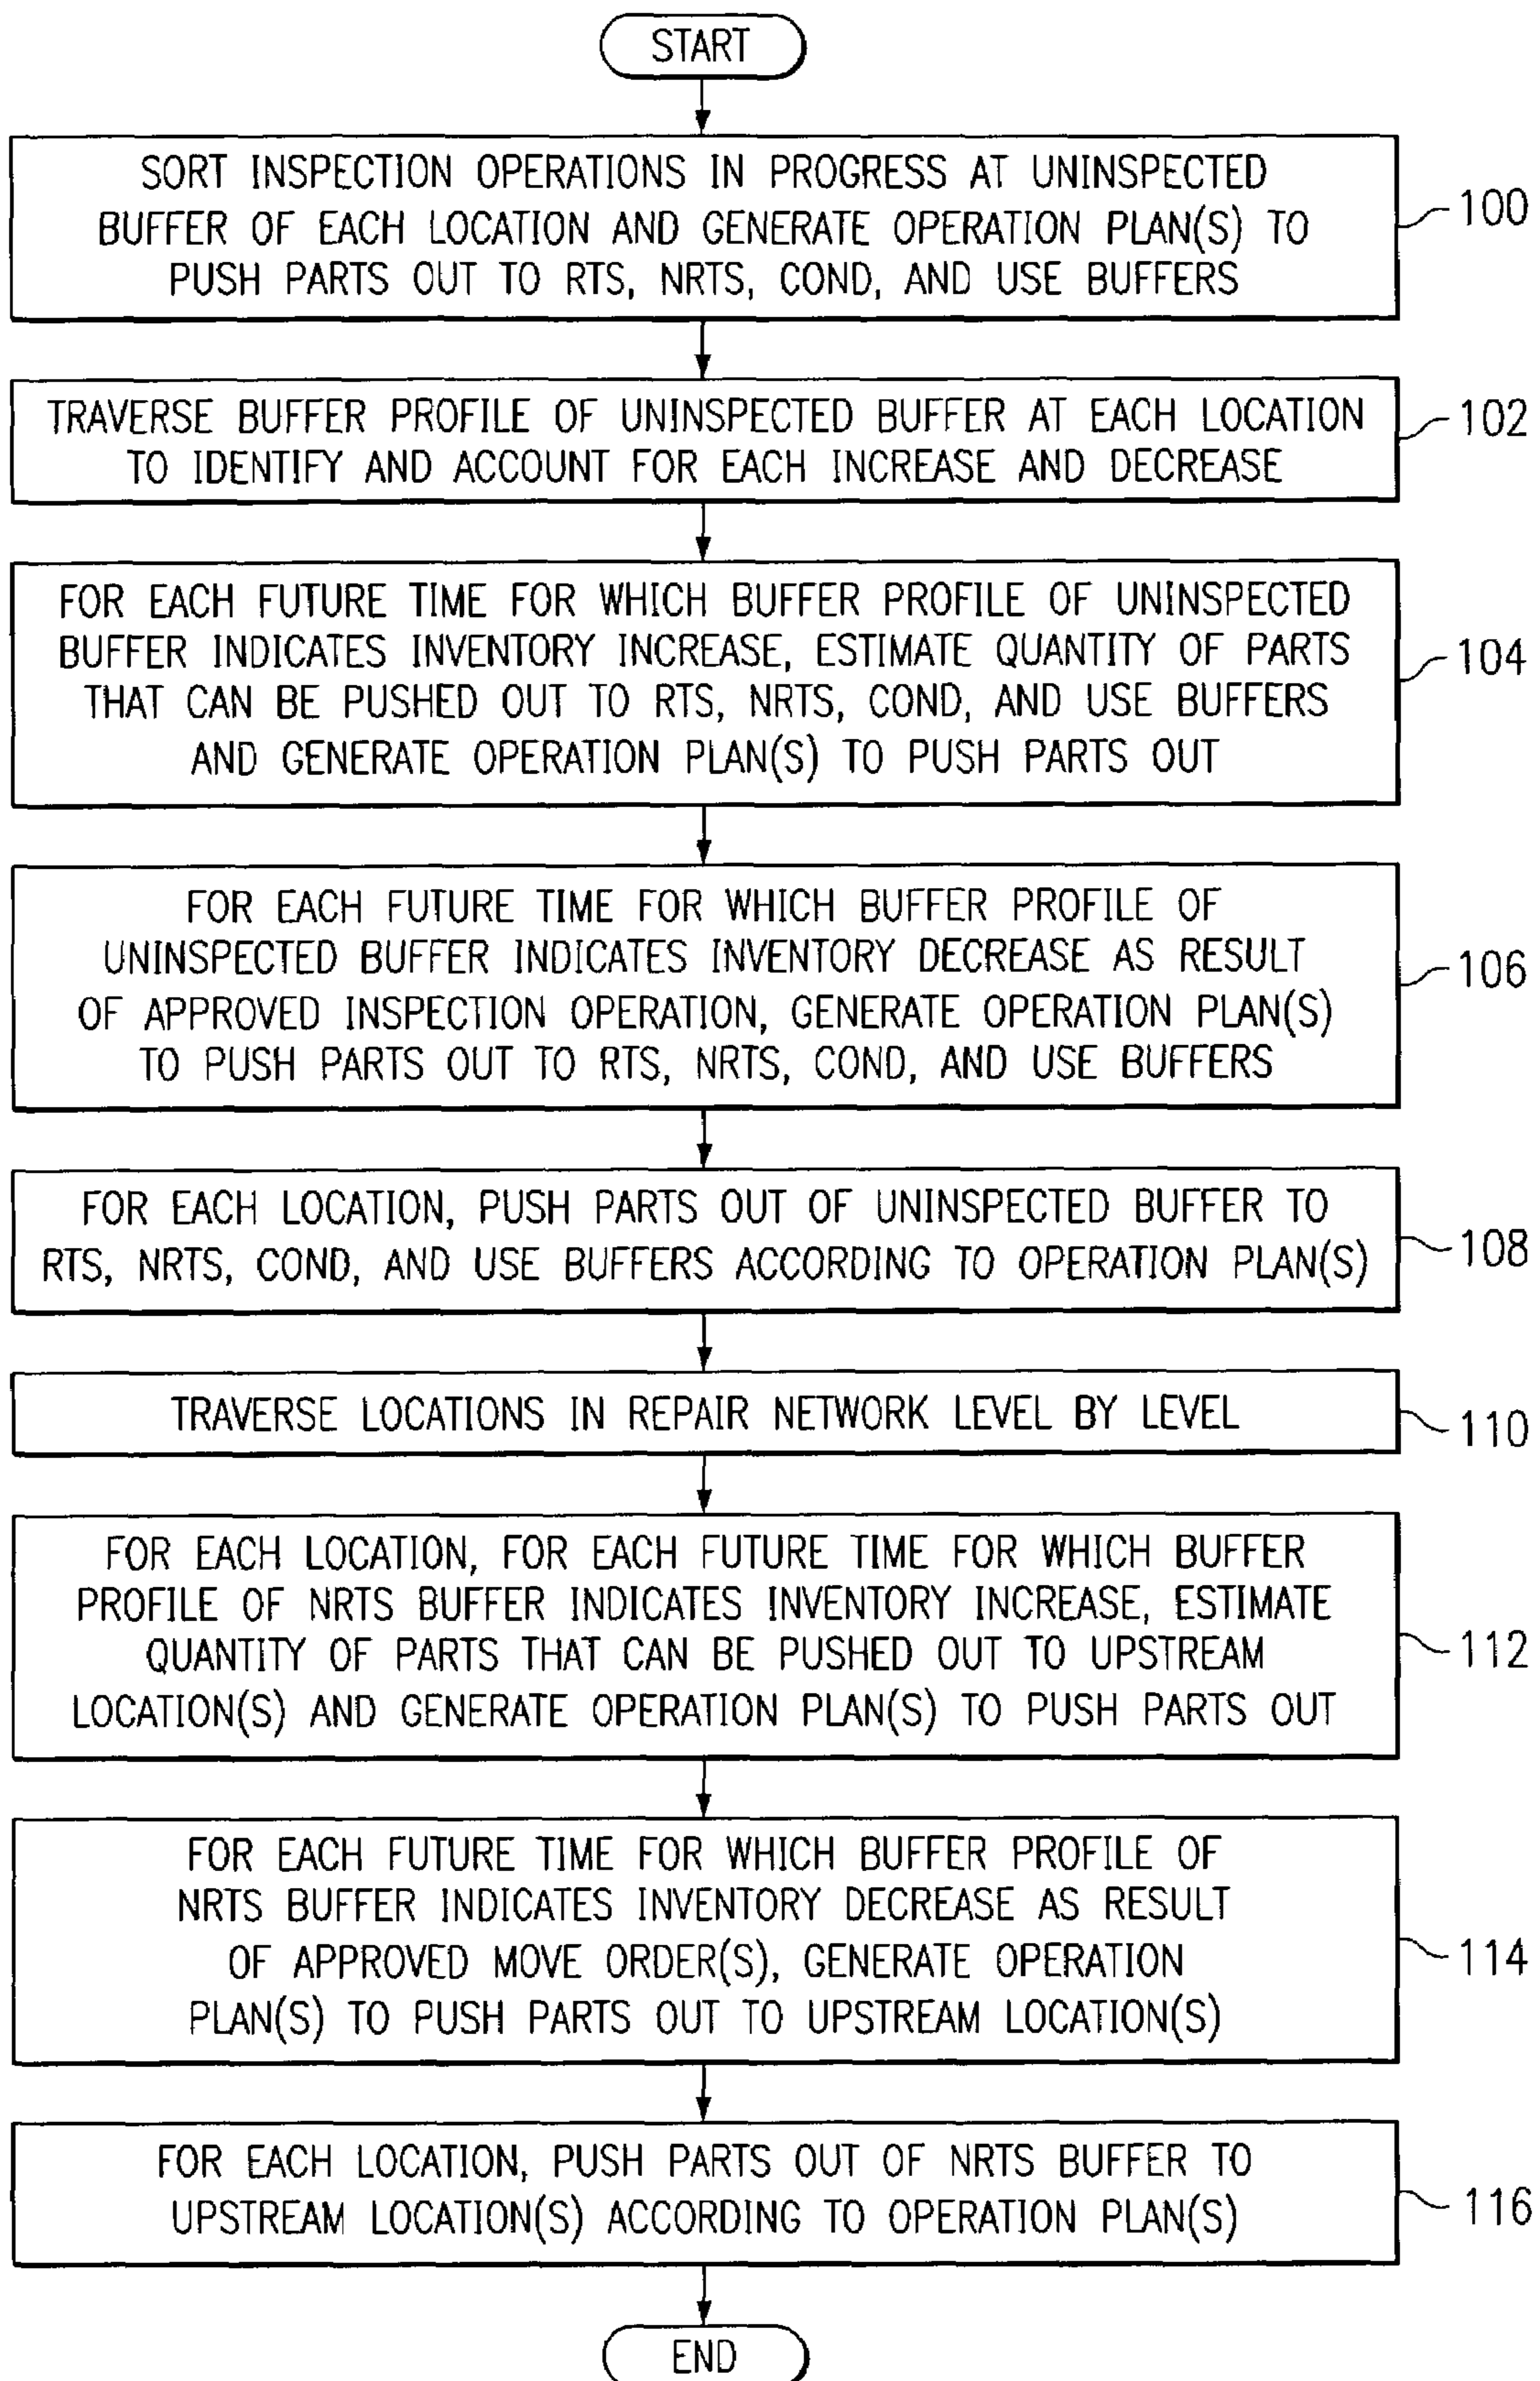 START
SORT INSPECTION OPERATIONS IN PROGRESS AT UNINSPECTED
BUFFER OF EACH LOCATION AND GENERATE OPERATION PLAN(S) TO
PUSH PARTS OUT TO RTS, NRTS, COND, AND USE BUFFERS
100
TRAVERSE BUFFER PROFILE OF UNINSPECTED BUFFER AT EACH LOCATION
TO IDENTIFY AND ACCOUNT FOR EACH INCREASE AND DECREASE
102
FOR EACH FUTURE TIME FOR WHICH BUFFER PROFILE OF UNINSPECTED
BUFFER INDICATES INVENTORY INCREASE, ESTIMATE QUANTITY OF PARTS
THAT CAN BE PUSHED OUT TO RTS, NRTS, COND, AND USE BUFFERS
AND GENERATE OPERATION PLAN(S) TO PUSH PARTS OUT
104
FOR EACH FUTURE TIME FOR WHICH BUFFER PROFILE OF
UNINSPECTED BUFFER INDICATES INVENTORY DECREASE AS RESULT
OF APPROVED INSPECTION OPERATION, GENERATE OPERATION PLAN(S)
TO PUSH PARTS OUT TO RTS, NRTS, COND, AND USE BUFFERS
106
FOR EACH LOCATION, PUSH PARTS OUT OF UNINSPECTED BUFFER TO
RTS, NRTS, COND, AND USE BUFFERS ACCORDING TO OPERATION PLAN(S)
108
TRAVERSE LOCATIONS IN REPAIR NETWORK LEVEL BY LEVEL
110
FOR EACH LOCATION, FOR EACH FUTURE TIME FOR WHICH BUFFER
PROFILE OF NRTS BUFFER INDICATES INVENTORY INCREASE, ESTIMATE
QUANTITY OF PARTS THAT CAN BE PUSHED OUT TO UPSTREAM
LOCATION(S) AND GENERATE OPERATION PLAN(S) TO PUSH PARTS OUT
112
FOR EACH FUTURE TIME FOR WHICH BUFFER PROFILE OF
NRTS BUFFER INDICATES INVENTORY DECREASE AS RESULT
OF APPROVED MOVE ORDER(S), GENERATE OPERATION
PLAN(S) TO PUSH PARTS OUT TO UPSTREAM LOCATION(S)
114
FOR EACH LOCATION, PUSH PARTS OUT OF NRTS BUFFER TO
UPSTREAM LOCATION(S) ACCORDING TO OPERATION PLAN(S)
116
END